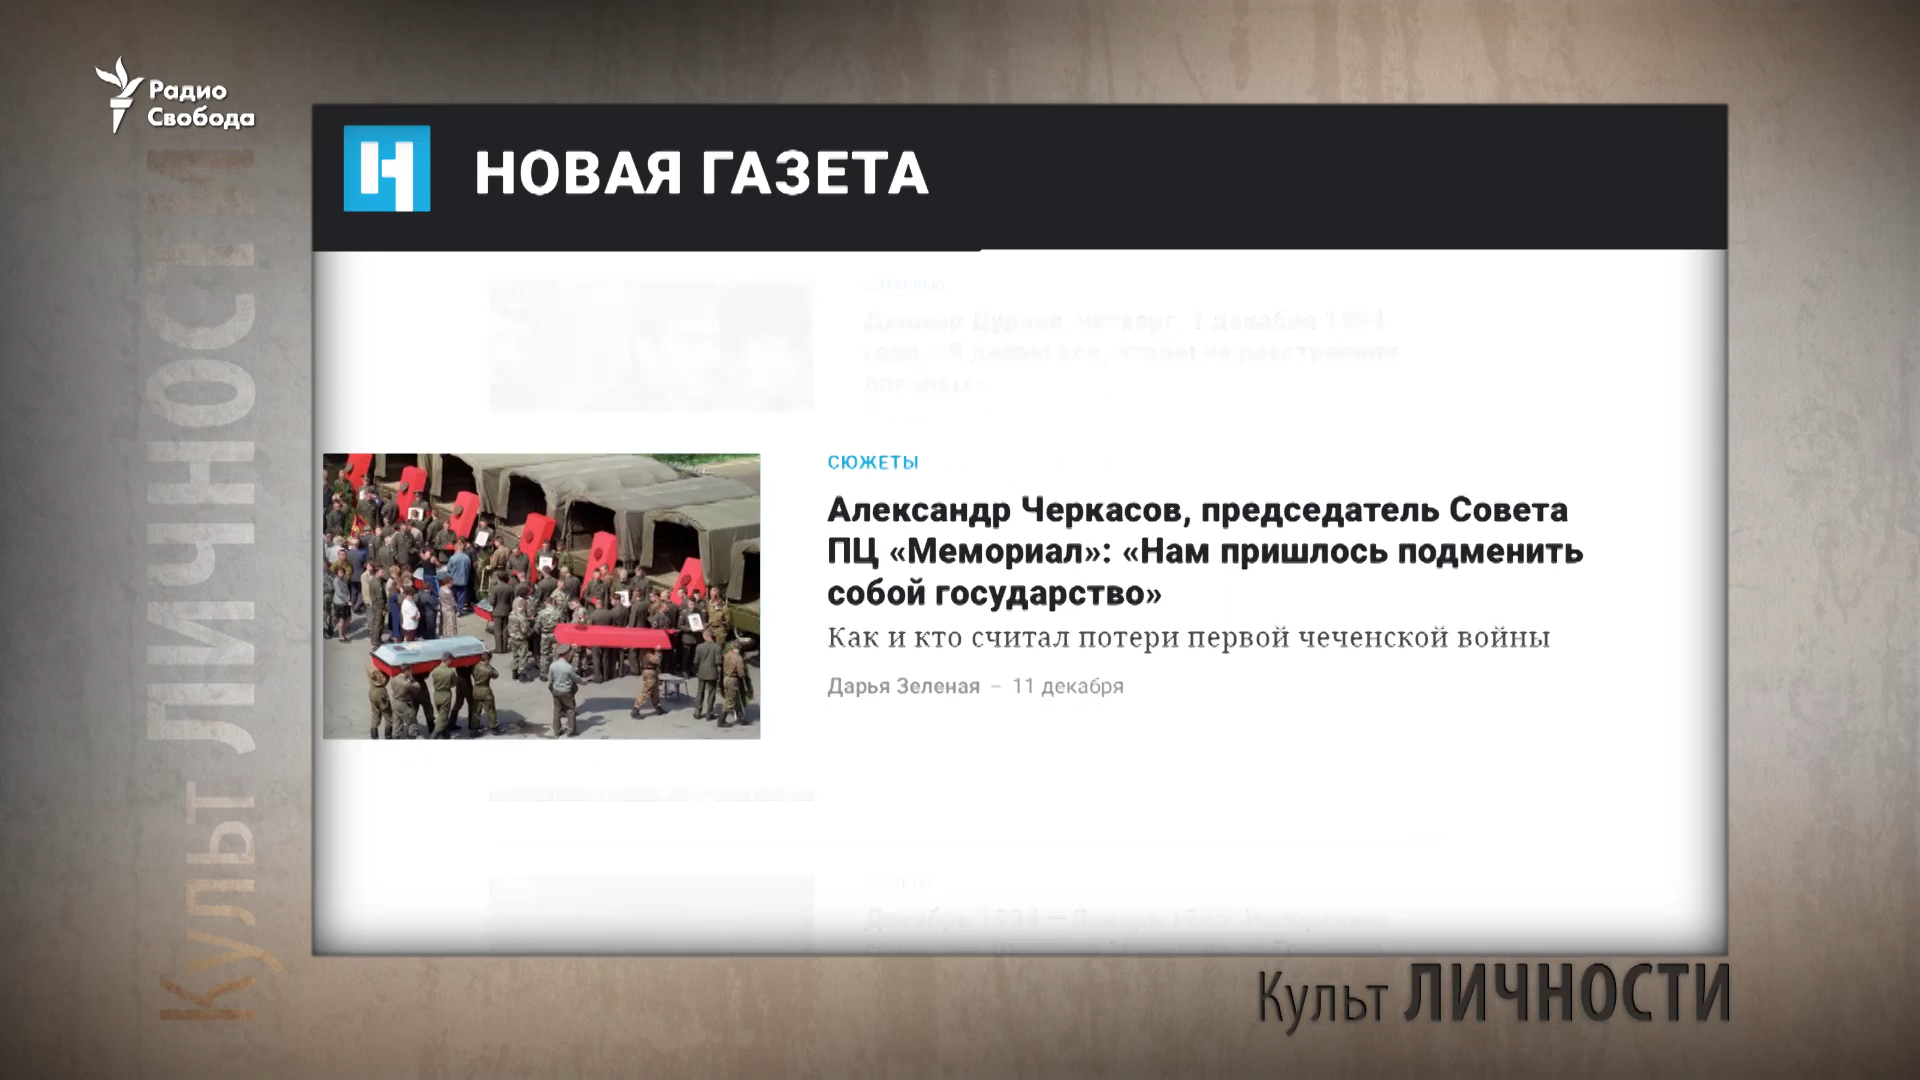 Радио
Свобода
НОВАЯ ГАЗЕТА
СЮЖЕТЫ
Александр Черкасов, председатель Совета
ПЦ «Мемориал»: «Нам пришлось подменить
собой государство»
Как и кто считал потери первой чеченской войны
Дарья Зеленая – 11 декабря
Культ ЛИЧНОСТИ
Культ ЛИЧНОСТИ